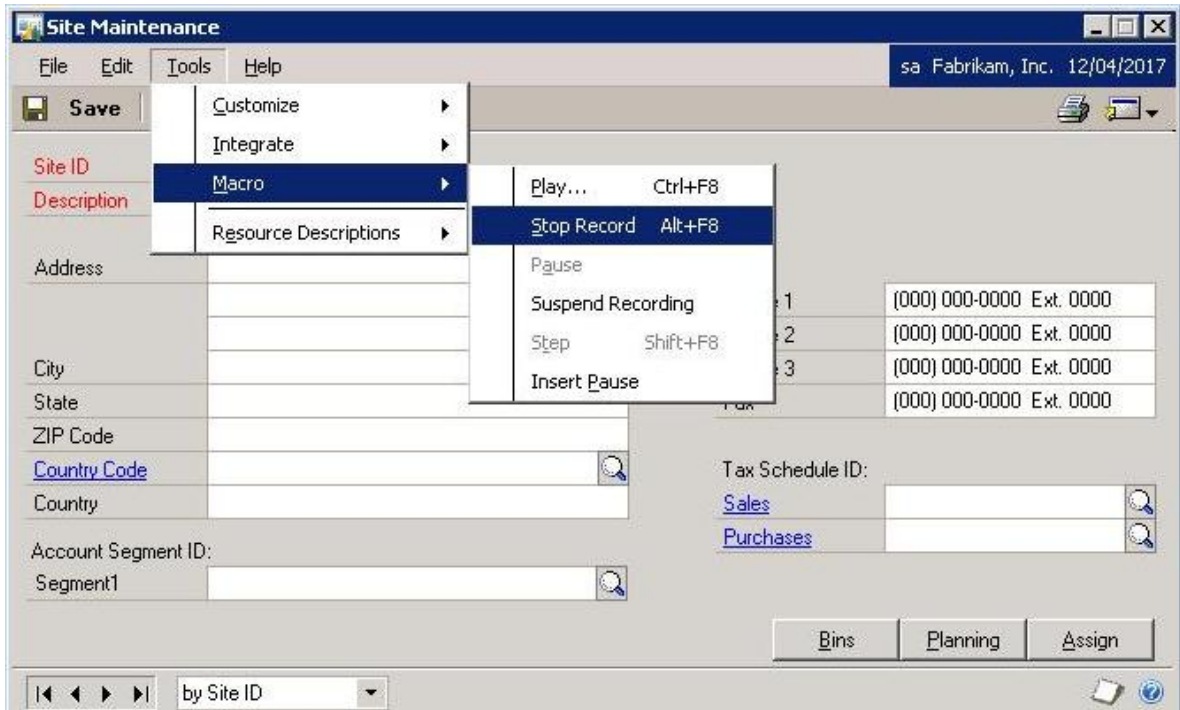 Site Maintenance
File Edit Tools Help
sa Fabrikam, Inc. 12/04/2017
Save
Customize
Integrate
Macro
Resource Descriptions
Play... Ctrl+F8
Stop Record Alt+F8
Pause
Suspend Recording
Step Shift+F8
Insert Pause
Site ID
Description
Address
City
State
ZIP Code
Country Code
Country
Account Segment ID:
Segment1
1 (000) 000-0000 Ext. 0000
2 (000) 000-0000 Ext. 0000
3 (000) 000-0000 Ext. 0000
(000) 000-0000 Ext. 0000
Tax Schedule ID:
Sales
Purchases
Bins Planning Assign
by Site ID